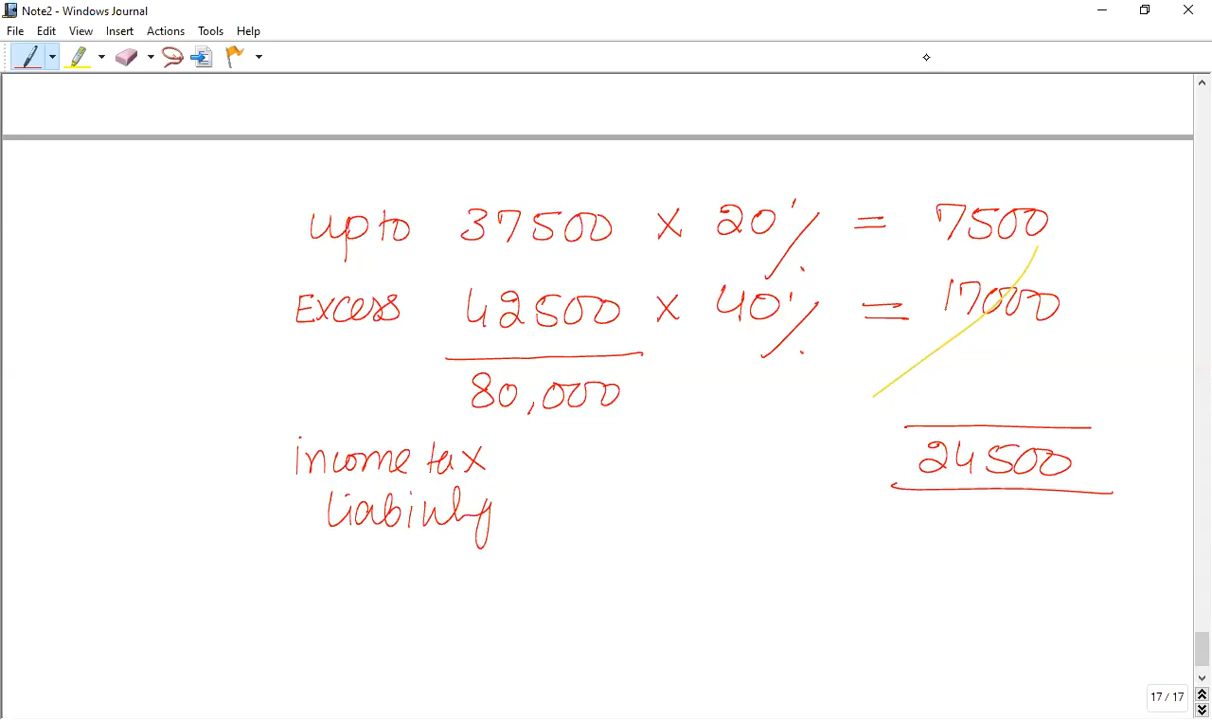 Note2 - Windows Journal
File Edit View Insert Actions Tools Help
upto 37500 x 20% = 7500
Excess 42500 x 40% = 17000
80,000
24500
income tax
liability
17 / 17